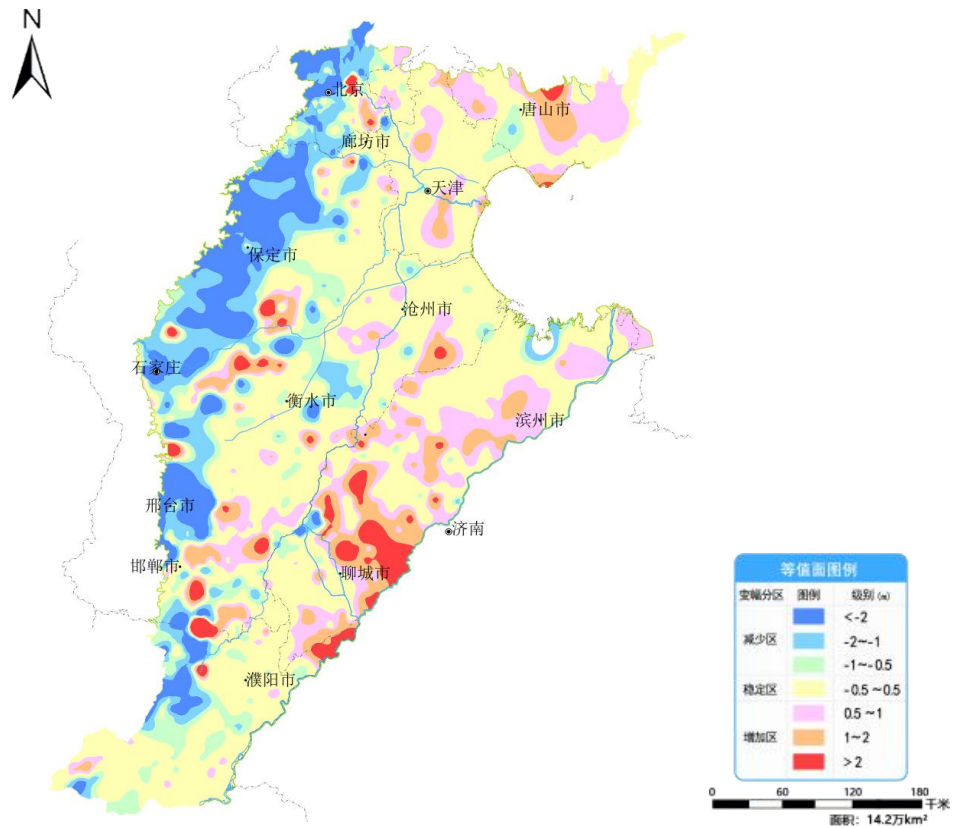 N
北京
唐山市
廊坊市
天津
保定市
沧州市
石家庄
衡水市
滨州市
邢台市
济南
邯郸市
聊城市
濮阳市
等值面图例
变幅分区 图例 级别 (m)
减少区
<-2
-2~-1
-1~-0.5
稳定区 -0.5~0.5
增加区
0.5~1
1~2
>2
0 60 120 180 千米
面积：14.2万km²